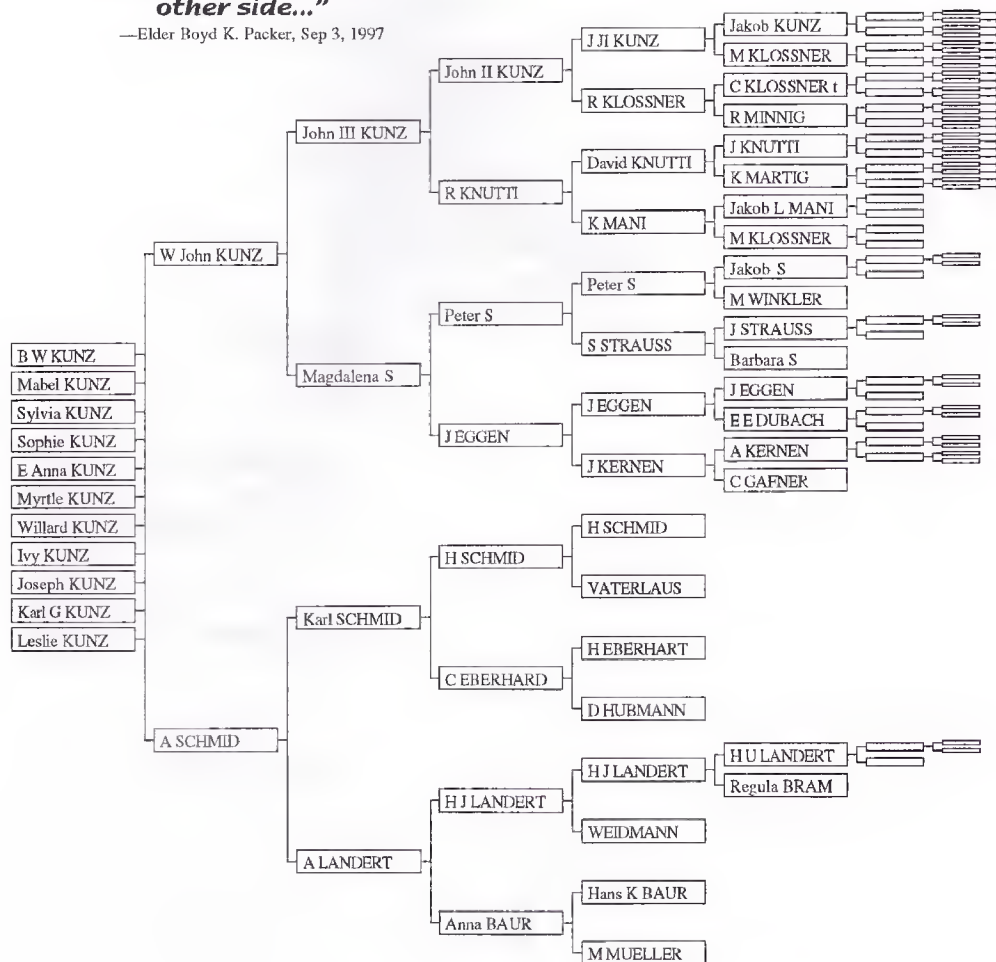 other side..."
—Elder Boyd K. Packer, Sep 3, 1997
B W KUNZ
Mabel KUNZ
Sylvia KUNZ
Sophie KUNZ
E Anna KUNZ
Myrtle KUNZ
Willard KUNZ
Ivy KUNZ
Joseph KUNZ
Karl G KUNZ
Leslie KUNZ
W John KUNZ
A SCHMID
John III KUNZ
Magdalena S
Karl SCHMID
A LANDERT
John II KUNZ
R KNUTTI
Peter S
J EGGEN
H SCHMID
C EBERHARD
H J LANDERT
Anna BAUR
J JI KUNZ
R KLOSSNER
David KNUTTI
K MANI
Peter S
S STRAUSS
J EGGEN
J KERNEN
H SCHMID
VATERLAUS
H EBERHART
D HUBMANN
H J LANDERT
WEIDMANN
Hans K BAUR
M MUELLER
Jakob KUNZ
M KLOSSNER
C KLOSSNER t
R MINNIG
J KNUTTI
K MARTIG
Jakob L MANI
M KLOSSNER
Jakob S
M WINKLER
J STRAUSS
Barbara S
J EGGEN
E E DUBACH
A KERNEN
C GAFNER
H U LANDERT
Regula BRAM